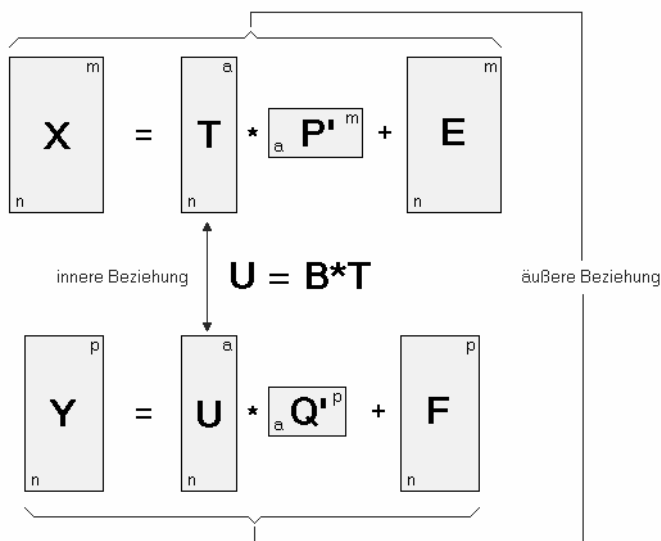 m a m
X = T * P' m + E
a
n n n
innere Beziehung U = B*T äußere Beziehung
p a p
Y = U * Q' p + F
a
n n n